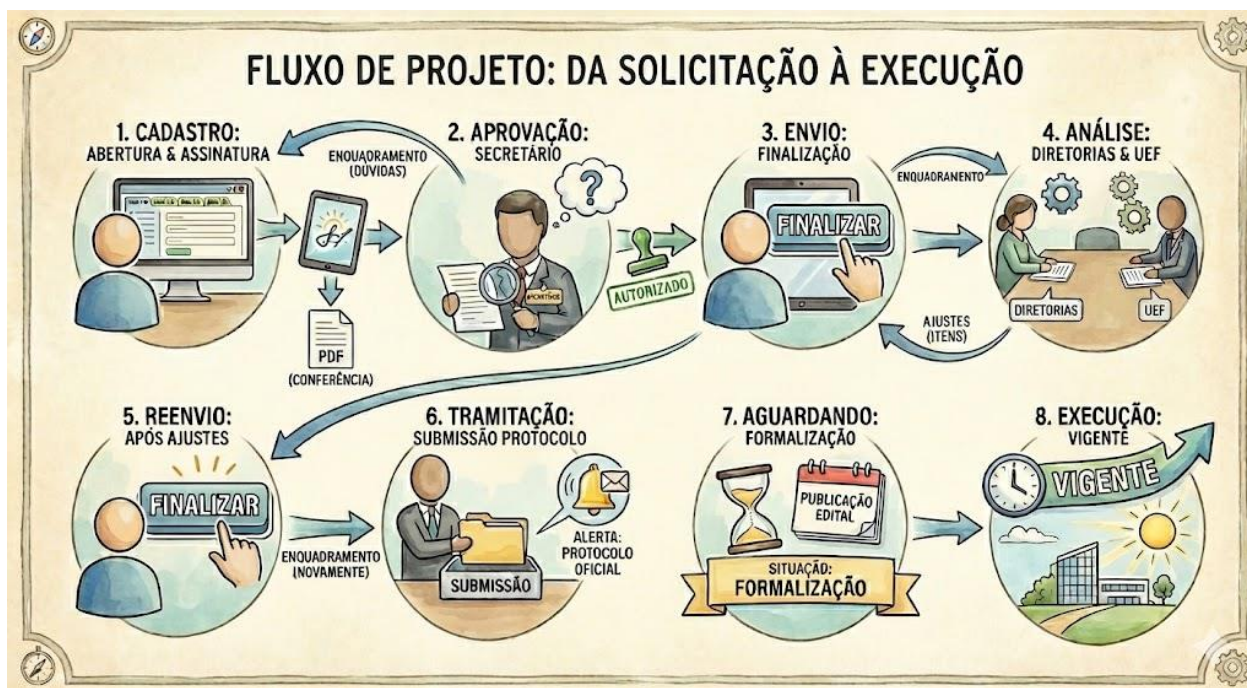 FLUXO DE PROJETO: DA SOLICITAÇÃO À EXECUÇÃO
1. CADASTRO:
ABERTURA & ASSINATURA
PDF
(CONFERÊNCIA)
ENQUADRAMENTO
(DÚVIDAS)
2. APROVAÇÃO:
SECRETÁRIO
?
AUTORIZADO
3. ENVIO:
FINALIZAÇÃO
FINALIZAR
ENQUADRAMENTO
4. ANÁLISE:
DIRETORIAS & UEF
DIRETORIAS
UEF
AJUSTES
(ITENS)
5. REENVIO:
APÓS AJUSTES
FINALIZAR
ENQUADRAMENTO
(NOVAMENTE)
6. TRAMITAÇÃO:
SUBMISSÃO PROTOCOLO
SUBMISSÃO
ALERTA:
PROTOCOLO
OFICIAL
7. AGUARDANDO:
FORMALIZAÇÃO
PUBLICAÇÃO
EDITAL
SITUAÇÃO:
FORMALIZAÇÃO
8. EXECUÇÃO:
VIGENTE
VIGENTE